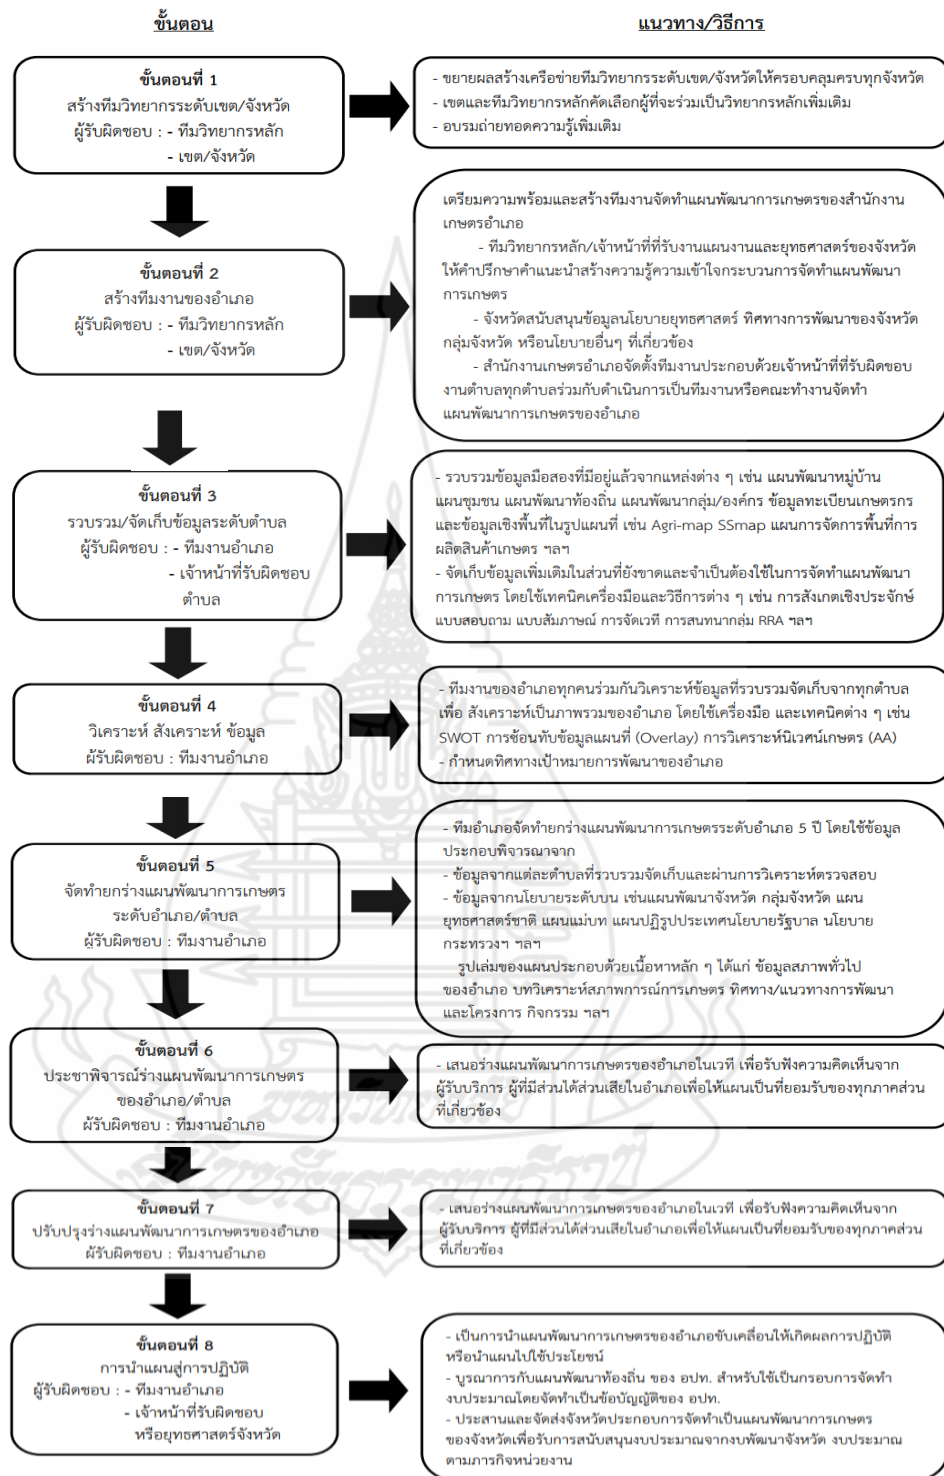 ขั้นตอน
แนวทาง/วิธีการ
ขั้นตอนที่ 1
สร้างทีมวิทยากรระดับเขต/จังหวัด
ผู้รับผิดชอบ : - ทีมวิทยากรหลัก
- เขต/จังหวัด
- ขยายผลสร้างเครือข่ายทีมวิทยากรระดับเขต/จังหวัดให้ครอบคลุมครบทุกจังหวัด
- เขตและทีมวิทยากรหลักคัดเลือกผู้ที่จะร่วมเป็นวิทยากรหลักเพิ่มเติม
- อบรมถ่ายทอดความรู้เพิ่มเติม
ขั้นตอนที่ 2
สร้างทีมงานของอำเภอ
ผู้รับผิดชอบ : - ทีมวิทยากรหลัก
- เขต/จังหวัด
เตรียมความพร้อมและสร้างทีมงานจัดทำแผนพัฒนาการเกษตรของสำนักงาน
เกษตรอำเภอ
- ทีมวิทยากรหลัก/เจ้าหน้าที่ที่รับงานแผนงานและยุทธศาสตร์ของจังหวัด
ให้คำปรึกษาคำแนะนำสร้างความรู้ความเข้าใจกระบวนการจัดทำแผนพัฒนา
การเกษตร
- จังหวัดสนับสนุนข้อมูลนโยบายยุทธศาสตร์ ทิศทางการพัฒนาของจังหวัด
กลุ่มจังหวัด หรือนโยบายอื่นๆ ที่เกี่ยวข้อง
- สำนักงานเกษตรอำเภอจัดตั้งทีมงานประกอบด้วยเจ้าหน้าที่ที่รับผิดขอบ
งานตำบลทุกตำบลร่วมกับดำเนินการเป็นทีมงานหรือคณะทำงานจัดทำ
แผนพัฒนาการเกษตรของอำเภอ
ขั้นตอนที่ 3
รวบรวม/จัดเก็บข้อมูลระดับตำบล
ผู้รับผิดชอบ : - ทีมงานอำเภอ
- เจ้าหน้าที่รับผิดชอบ
ตำบล
- รวบรวมข้อมูลมือสองที่มีอยู่แล้วจากแหล่งต่าง ๆ เช่น แผนพัฒนาหมู่บ้าน
แผนชุมชน แผนพัฒนาท้องถิ่น แผนพัฒนากลุ่ม/องค์กร ข้อมูลทะเบียนเกษตรกร
และข้อมูลเชิงพื้นที่ในรูปแผนที่ เช่น Agri-map SSmap แผนการจัดการพื้นที่การ
ผลิตสินค้าเกษตร ฯลฯ
- จัดเก็บข้อมูลเพิ่มเติมในส่วนที่ยังขาดและจำเป็นต้องใช้ในการจัดทำแผนพัฒนา
การเกษตร โดยใช้เทคนิคเครื่องมือและวิธีการต่าง ๆ เช่น การสังเกตเชิงประจักษ์
แบบสอบถาม แบบสัมภาษณ์ การจัดเวที การสนทนากลุ่ม RRA ฯลฯ
ขั้นตอนที่ 4
วิเคราะห์ สังเคราะห์ ข้อมูล
ผู้รับผิดชอบ : ทีมงานอำเภอ
- ทีมงานของอำเภอทุกคนร่วมกันวิเคราะห์ข้อมูลที่รวบรวมจัดเก็บจากทุกตำบล
เพื่อ สังเคราะห์เป็นภาพรวมของอำเภอ โดยใช้เครื่องมือ และเทคนิคต่าง ๆ เช่น
SWOT การซ้อนทับข้อมูลแผนที่ (Overlay) การวิเคราะห์นิเวศน์เกษตร (AA)
- กำหนดทิศทางเป้าหมายการพัฒนาของอำเภอ
ขั้นตอนที่ 5
จัดทำยกร่างแผนพัฒนาการเกษตร
ระดับอำเภอ/ตำบล
ผู้รับผิดชอบ : ทีมงานอำเภอ
- ทีมอำเภอจัดทำยกร่างแผนพัฒนาการเกษตรระดับอำเภอ 5 ปี โดยใช้ข้อมูล
ประกอบพิจารณาจาก
- ข้อมูลจากแต่ละตำบลที่รวบรวมจัดเก็บและผ่านการวิเคราะห์ตรวจสอบ
- ข้อมูลจากนโยบายระดับบน เช่นแผนพัฒนาจังหวัด กลุ่มจังหวัด แผน
ยุทธศาสตร์ชาติ แผนแม่บท แผนปฏิรูปประเทศนโยบายรัฐบาล นโยบาย
กระทรวงฯ ฯลฯ
รูปเล่มของแผนประกอบด้วยเนื้อหาหลัก ๆ ได้แก่ ข้อมูลสภาพทั่วไป
ของอำเภอ บทวิเคราะห์สภาพการณ์การเกษตร ทิศทาง/แนวทางการพัฒนา
และโครงการ กิจกรรม ฯลฯ
ขั้นตอนที่ 6
ประชาพิจารณ์ร่างแผนพัฒนาการเกษตร
ของอำเภอ/ตำบล
ผู้รับผิดชอบ : ทีมงานอำเภอ
- เสนอร่างแผนพัฒนาการเกษตรของอำเภอในเวที เพื่อรับฟังความคิดเห็นจาก
ผู้รับบริการ ผู้ที่มีส่วนได้ส่วนเสียในอำเภอเพื่อให้แผนเป็นที่ยอมรับของทุกภาคส่วน
ที่เกี่ยวข้อง
มหาวิทยาลัย
สุโขทัยธรรมาธิราช
ขั้นตอนที่ 7
ปรับปรุงร่างแผนพัฒนาการเกษตรของอำเภอ
ผู้รับผิดชอบ : ทีมงานอำเภอ
- เสนอร่างแผนพัฒนาการเกษตรของอำเภอในเวที เพื่อรับฟังความคิดเห็นจาก
ผู้รับบริการ ผู้ที่มีส่วนได้ส่วนเสียในอำเภอเพื่อให้แผนเป็นที่ยอมรับของทุกภาคส่วน
ที่เกี่ยวข้อง
ขั้นตอนที่ 8
การนำแผนสู่การปฏิบัติ
ผู้รับผิดชอบ : - ทีมงานอำเภอ
- เจ้าหน้าที่รับผิดชอบ
หรือยุทธศาสตร์จังหวัด
- เป็นการนำแผนพัฒนาการเกษตรของอำเภอขับเคลื่อนให้เกิดผลการปฏิบัติ
หรือนำแผนไปใช้ประโยชน์
- บูรณาการกับแผนพัฒนาท้องถิ่น ของ อปท. สำหรับใช้เป็นกรอบการจัดทำ
งบประมาณโดยจัดทำเป็นข้อบัญญัติของ อปท.
- ประสานและจัดส่งจังหวัดประกอบการจัดทำเป็นแผนพัฒนาการเกษตร
ของจังหวัดเพื่อรับการสนับสนุนงบประมาณจากงบพัฒนาจังหวัด งบประมาณ
ตามภารกิจหน่วยงาน